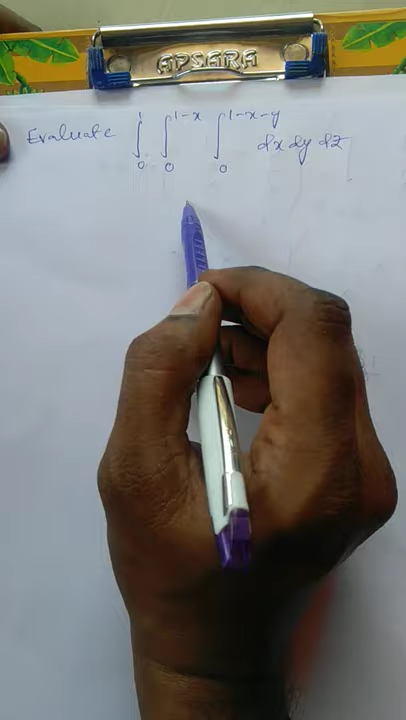 APSARA
Evaluate ∫₀¹ ∫₀^{1-x} ∫₀^{1-x-y} dx dy dz